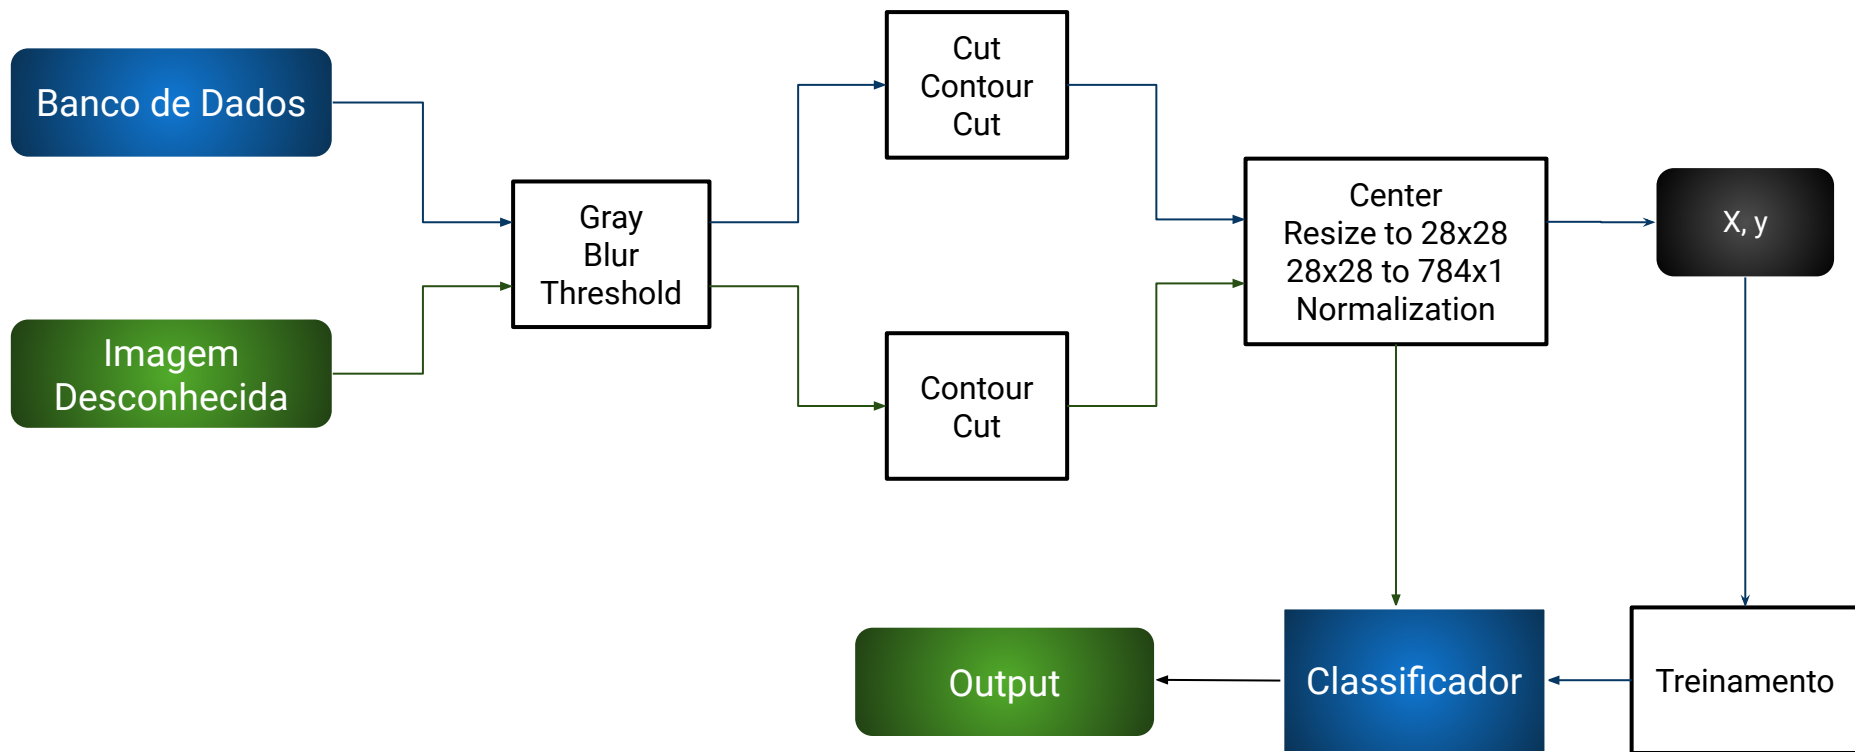 Banco de Dados
Imagem
Desconhecida
Gray
Blur
Threshold
Cut
Contour
Cut
Contour
Cut
Center
Resize to 28x28
28x28 to 784x1
Normalization
X, y
Treinamento
Classificador
Output